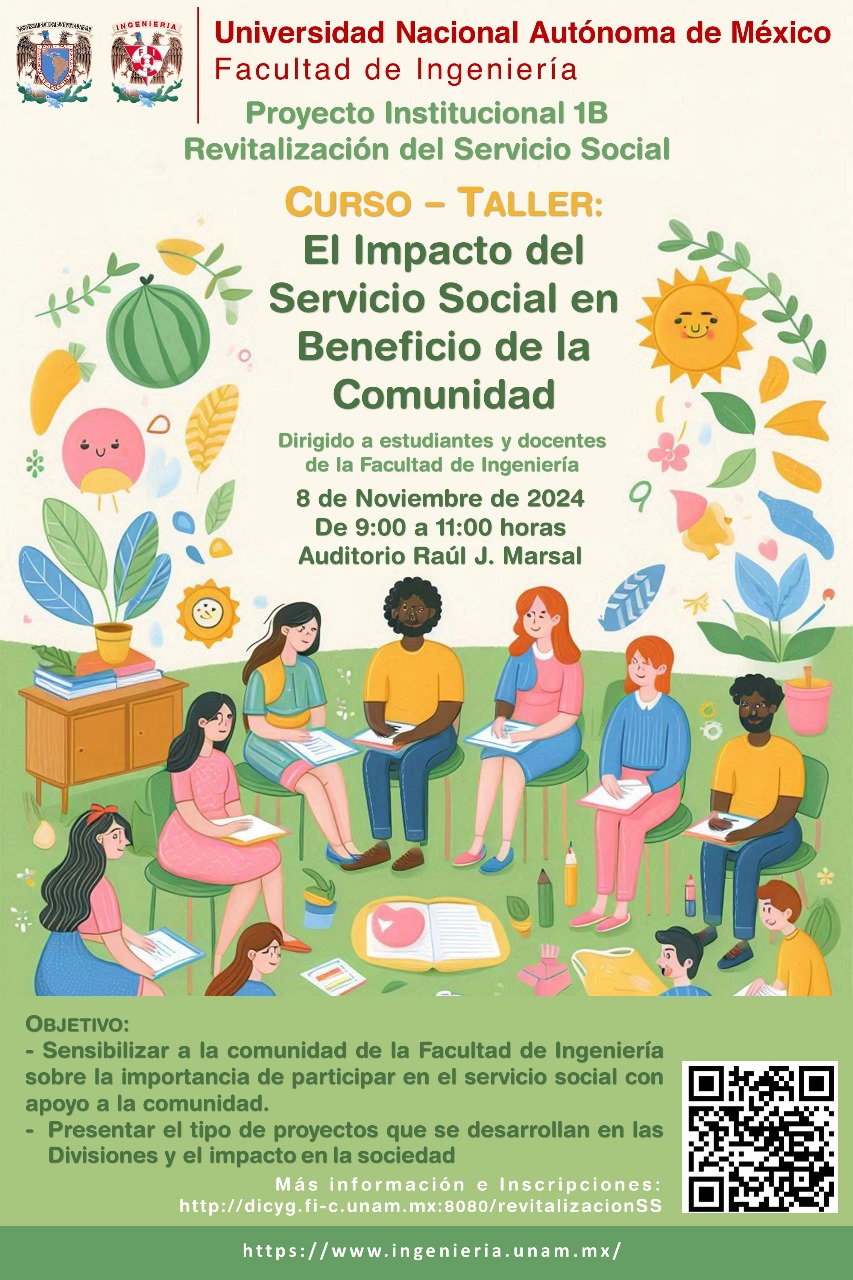 INGENIERIA
Universidad Nacional Autónoma de México
Facultad de Ingeniería
Proyecto Institucional 1B
Revitalización del Servicio Social
CURSO – TALLER:
El Impacto del
Servicio Social en
Beneficio de la
Comunidad
Dirigido a estudiantes y docentes
de la Facultad de Ingeniería
8 de Noviembre de 2024
De 9:00 a 11:00 horas
Auditorio Raúl J. Marsal
OBJETIVO:
- Sensibilizar a la comunidad de la Facultad de Ingeniería
sobre la importancia de participar en el servicio social con
apoyo a la comunidad.
- Presentar el tipo de proyectos que se desarrollan en las
Divisiones y el impacto en la sociedad
Más información e Inscripciones:
http://dicyg.fi-c.unam.mx:8080/revitalizacionSS
https://www.ingenieria.unam.mx/